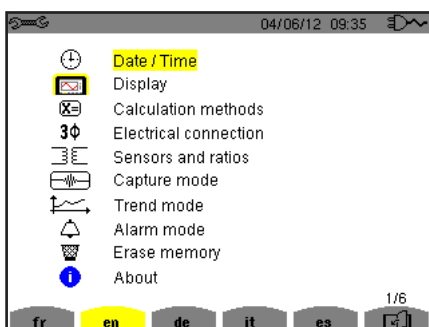 04/06/12 09:35
Date / Time
Display
X= Calculation methods
3ϕ Electrical connection
Sensors and ratios
Capture mode
Trend mode
Alarm mode
Erase memory
i About
1/6
fr en de it es